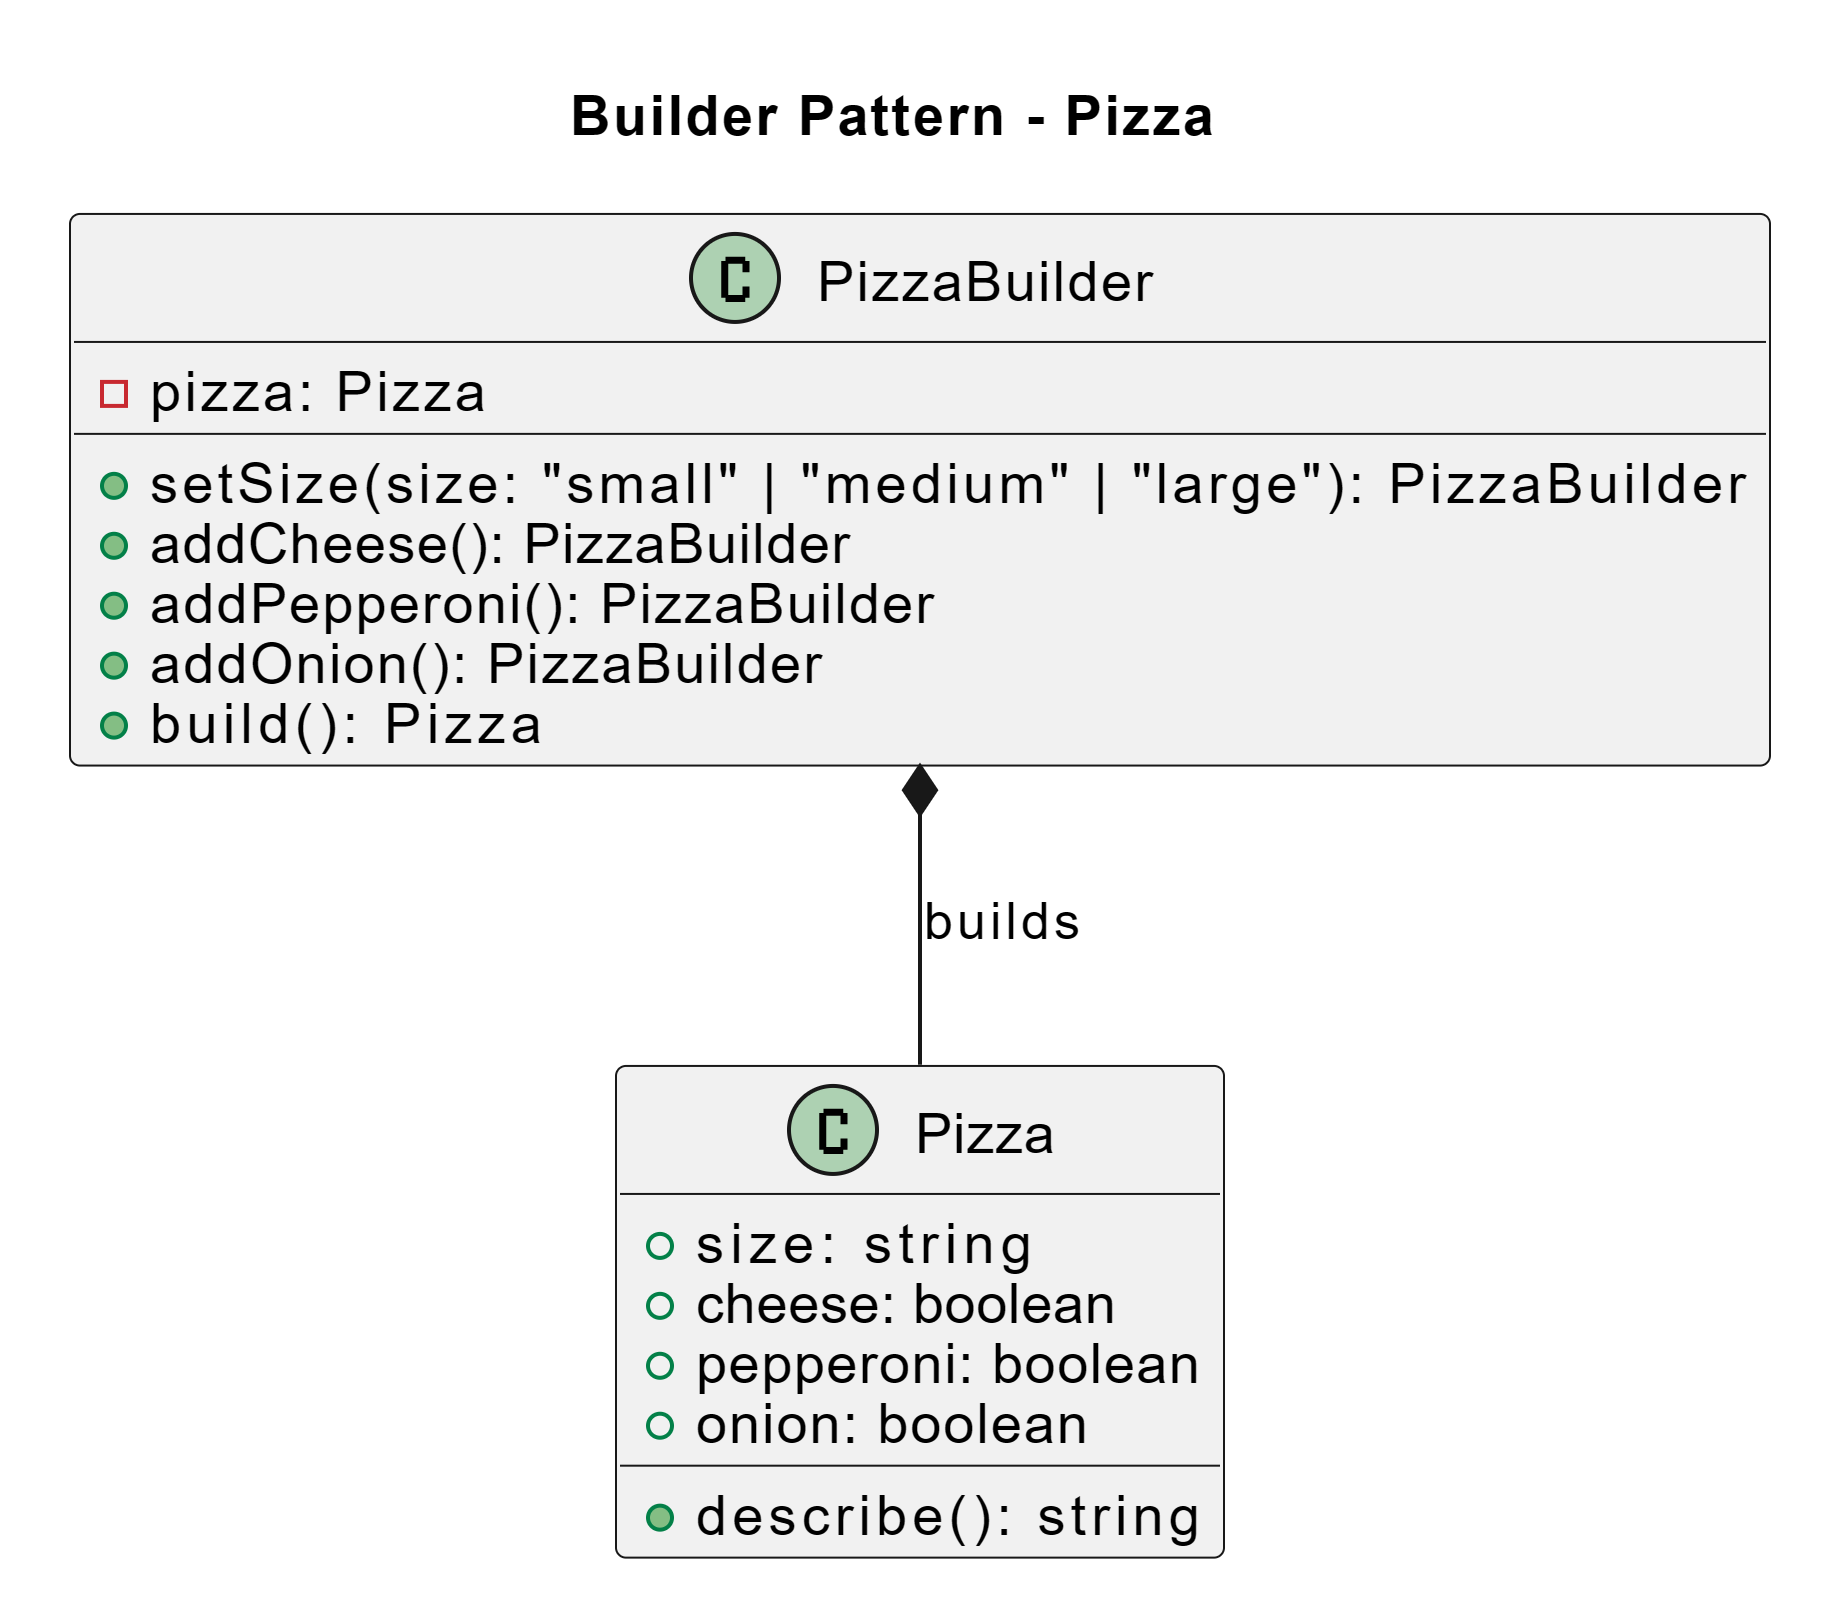 Builder Pattern - Pizza
C PizzaBuilder
pizza: Pizza
setSize(size: "small" | "medium" | "large"): PizzaBuilder
addCheese(): PizzaBuilder
addPepperoni(): PizzaBuilder
addOnion(): PizzaBuilder
build(): Pizza
builds
C Pizza
size: string
cheese: boolean
pepperoni: boolean
onion: boolean
describe(): string